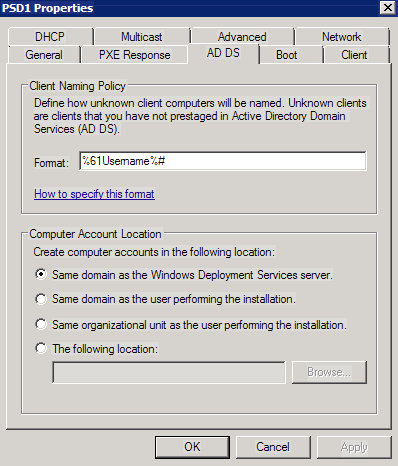 PSD1 Properties
DHCP Multicast Advanced Network
General PXE Response AD DS Boot Client
Client Naming Policy
Define how unknown client computers will be named. Unknown clients
are clients that you have not prestaged in Active Directory Domain
Services (AD DS).
Format: %61Username%#
How to specify this format
Computer Account Location
Create computer accounts in the following location:
Same domain as the Windows Deployment Services server.
Same domain as the user performing the installation.
Same organizational unit as the user performing the installation.
The following location:
Browse...
OK Cancel Apply